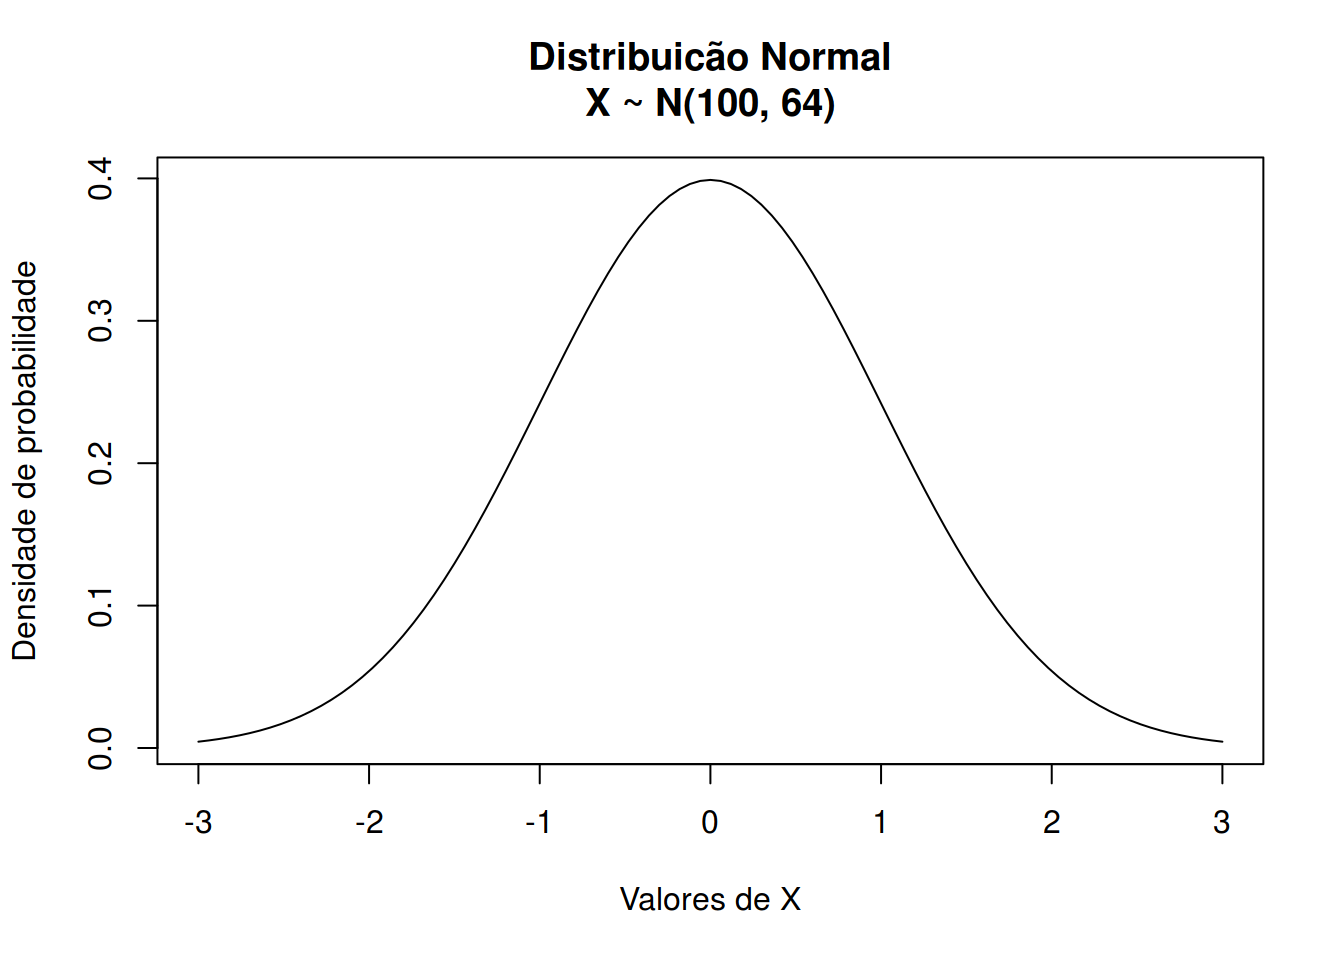 Distribuicão Normal
X ~ N(100, 64)
Densidade de probabilidade
0.4
0.3
0.2
0.1
0.0
-3 -2 -1 0 1 2 3
Valores de X